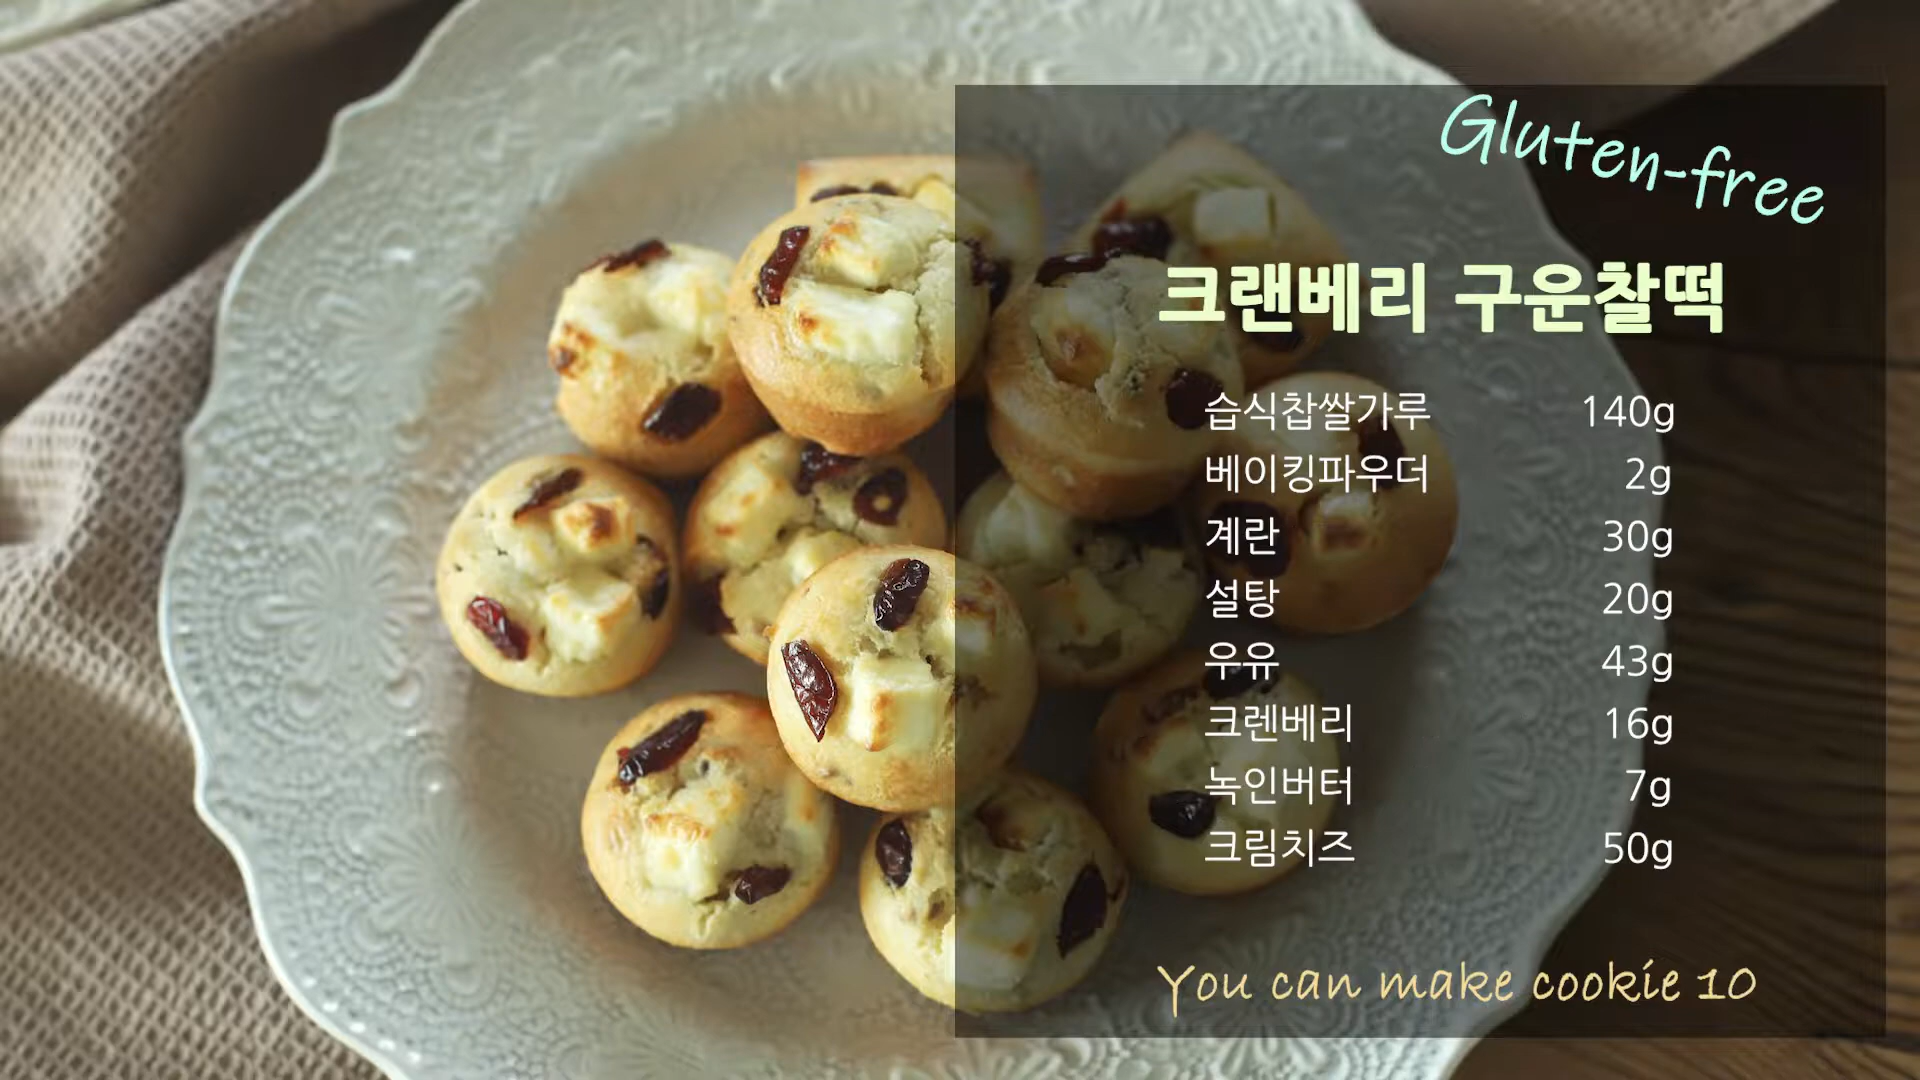 Gluten-free
크랜베리 구운찰떡
습식찹쌀가루 140g
베이킹파우더 2g
계란 30g
설탕 20g
우유 43g
크렌베리 16g
녹인버터 7g
크림치즈 50g
You can make cookie 10